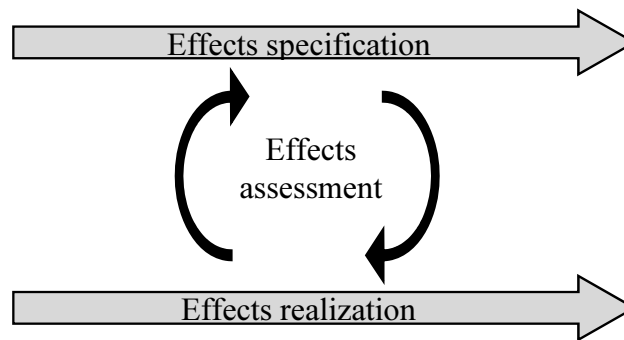 Effects specification
Effects
assessment
Effects realization